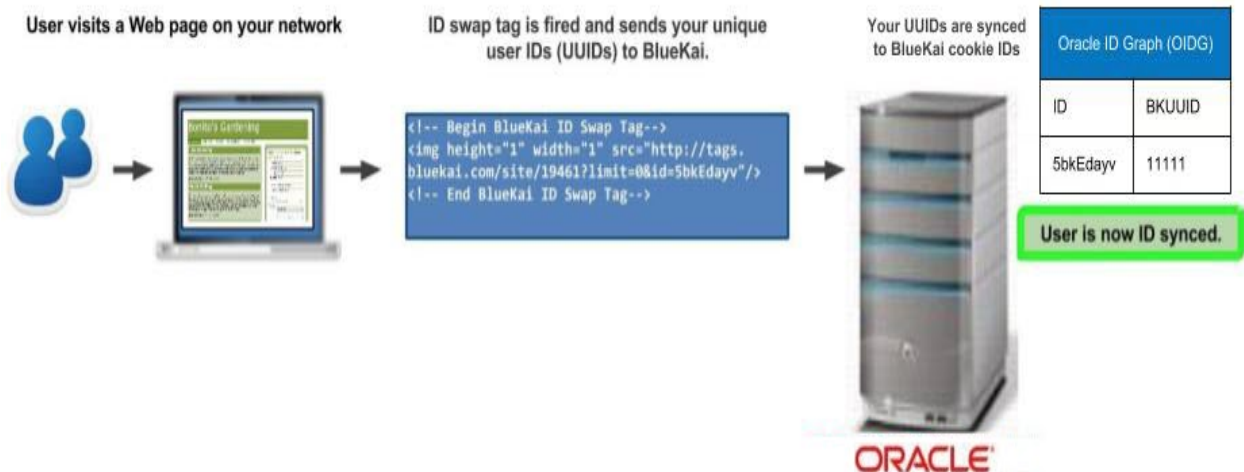 User visits a Web page on your network
ID swap tag is fired and sends your unique
user IDs (UUIDs) to BlueKai.
Your UUIDs are synced
to BlueKai cookie IDs
Oracle ID Graph (OIDG)
ID BKUUID
5bkEdayv 11111
User is now ID synced.
Bonito's Gardening
<!-- Begin BlueKai ID Swap Tag-->
<img height="1" width="1" src="http://tags.
bluekai.com/site/19461?limit=0&id=5bkEdayv"/>
<!-- End BlueKai ID Swap Tag-->
ORACLE